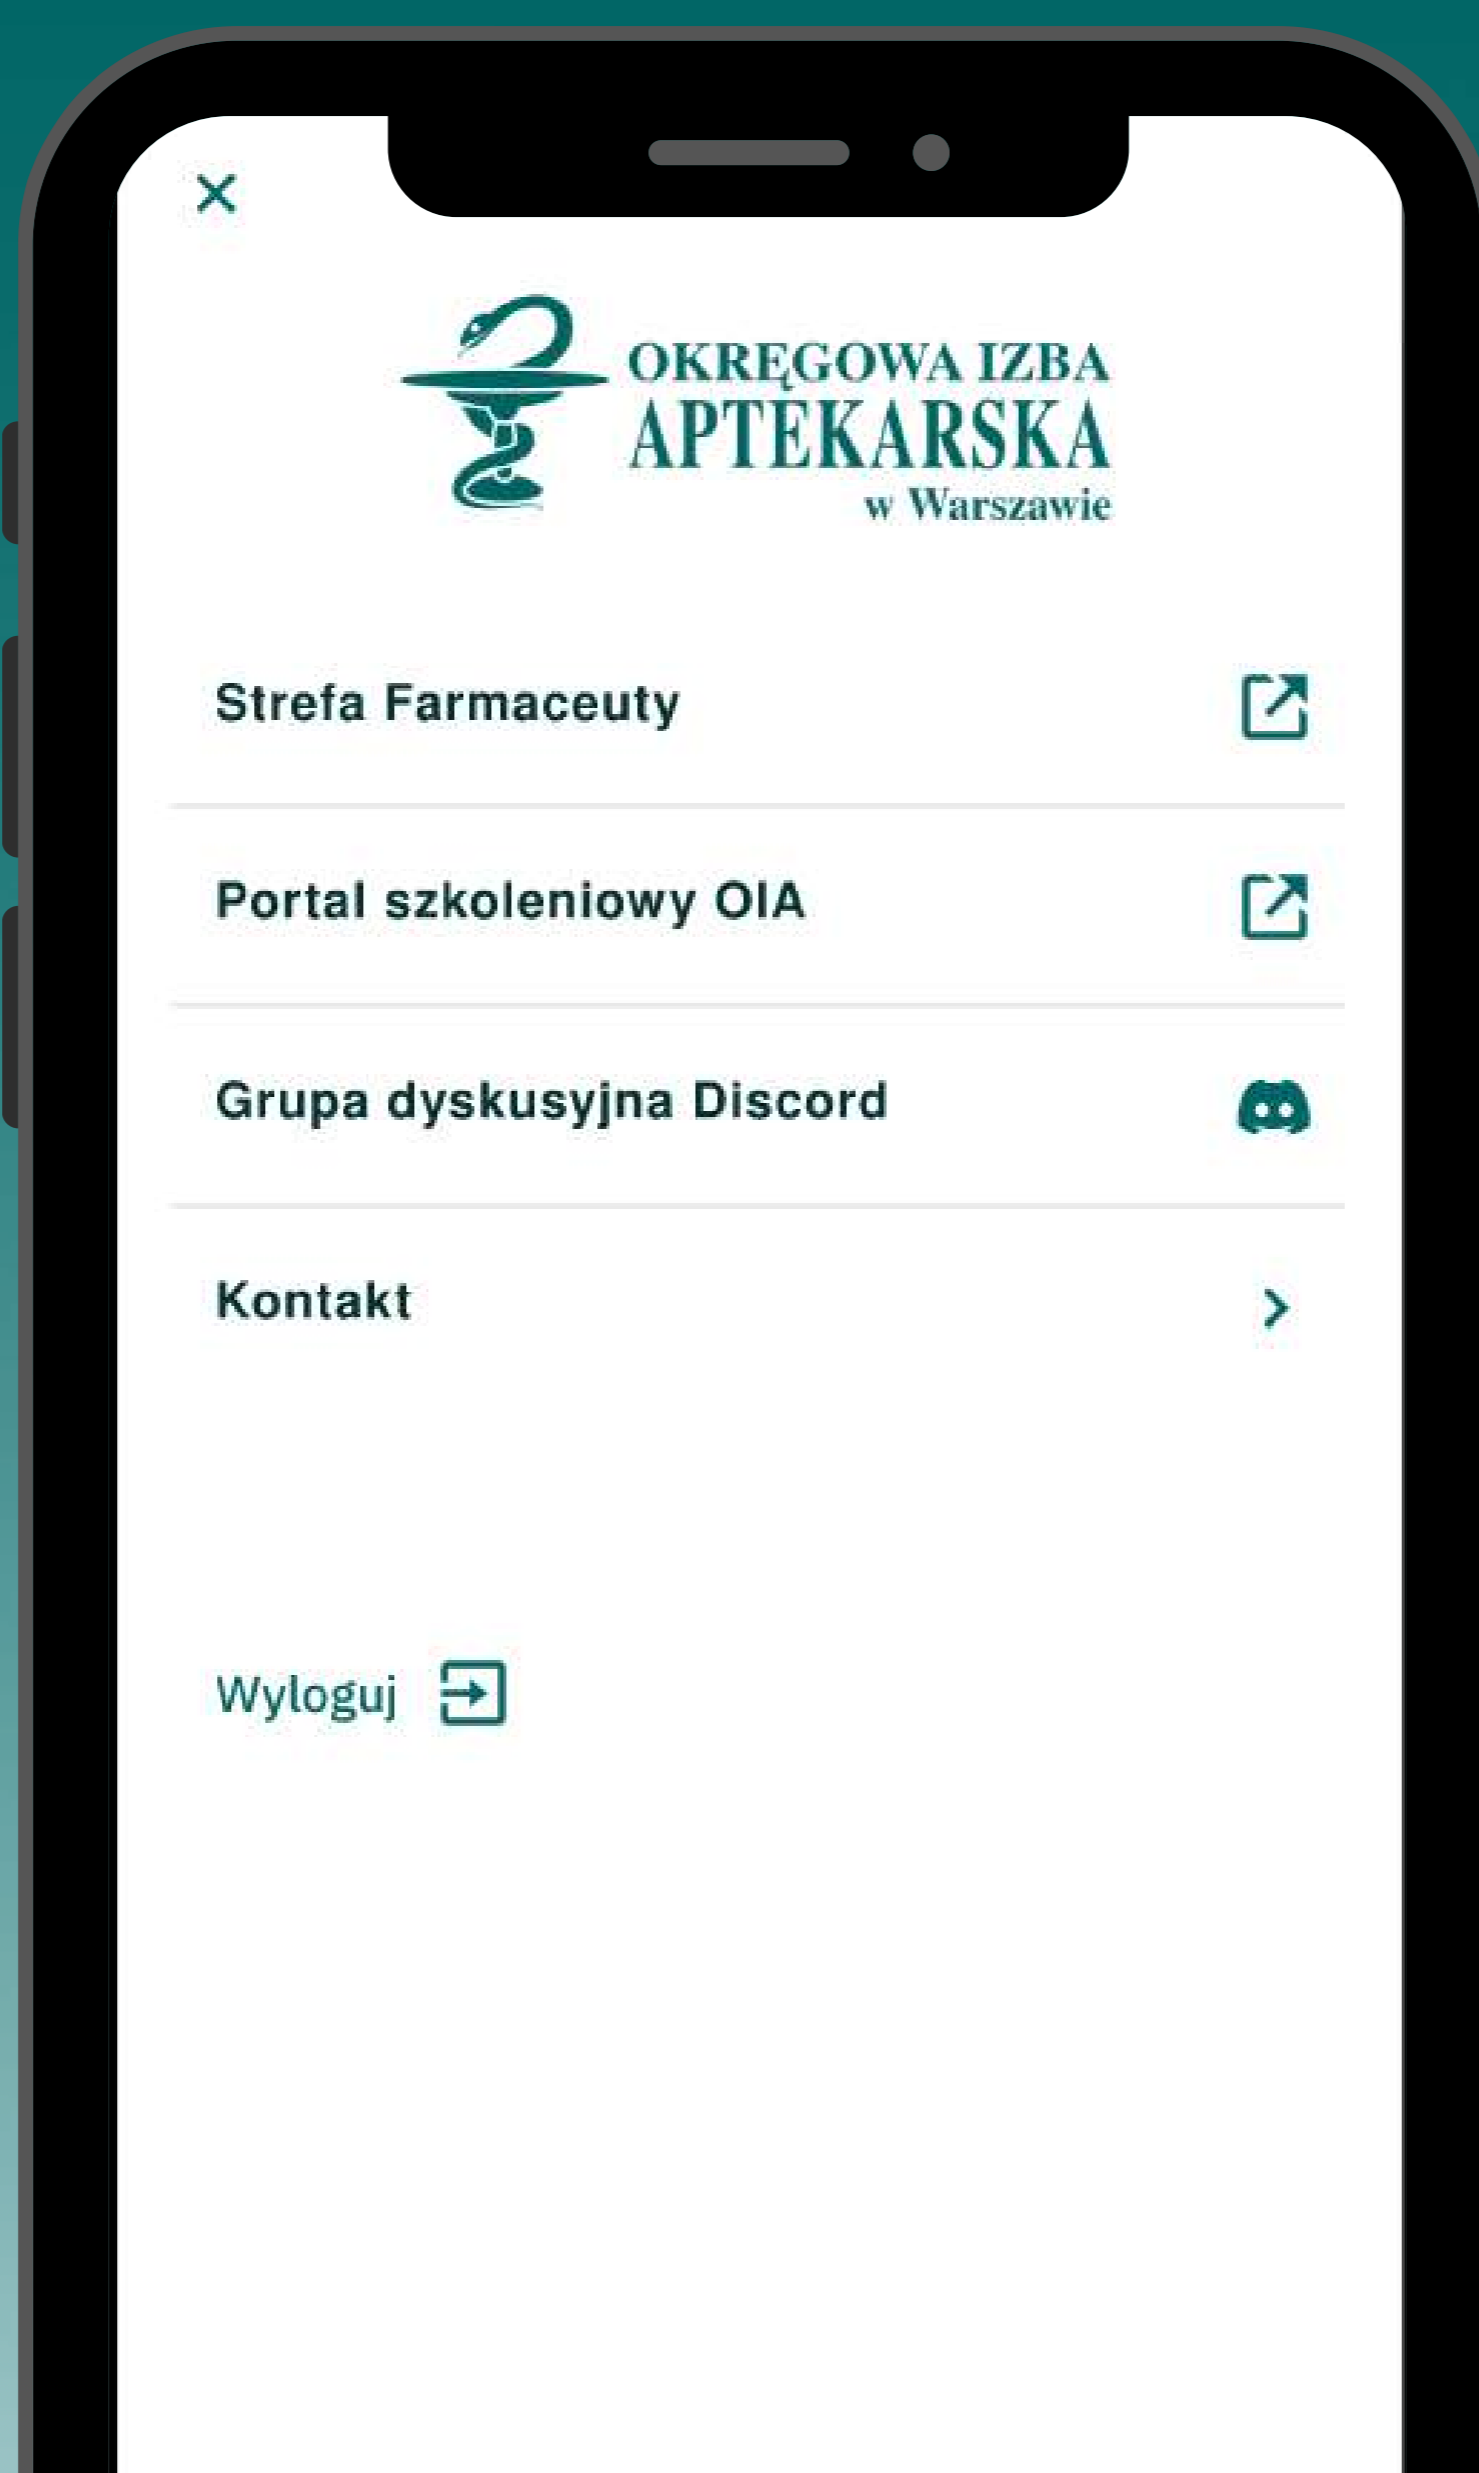 OKRĘGOWA IZBA
APTEKARSKA
w Warszawie
Strefa Farmaceuty
Portal szkoleniowy OIA
Grupa dyskusyjna Discord
Kontakt
Wyloguj